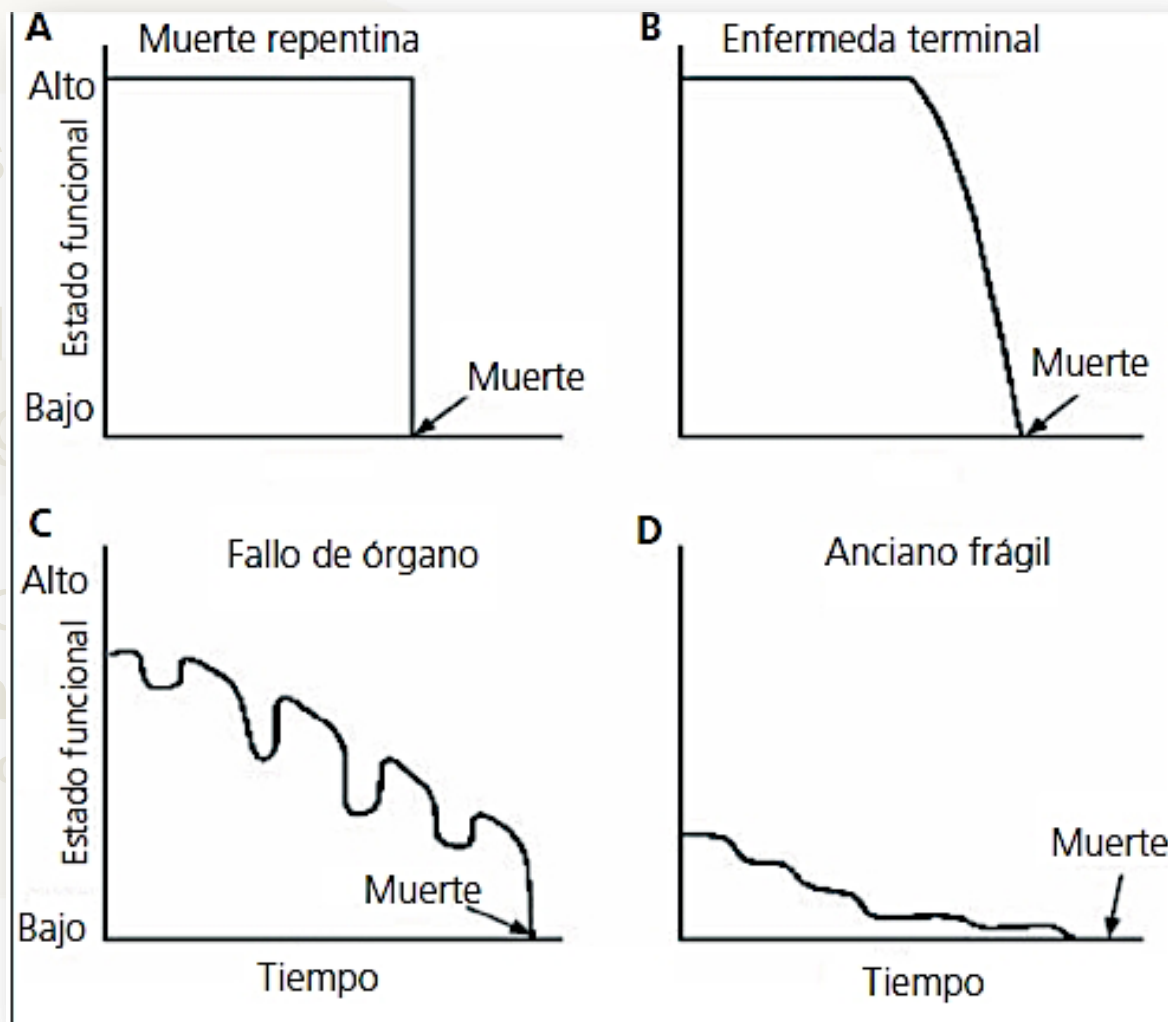 A
Muerte repentina
Alto
Estado funcional
Bajo
Muerte
B
Enfermeda terminal
Muerte
C
Fallo de órgano
Alto
Estado funcional
Bajo
Muerte
Tiempo
D
Anciano frágil
Muerte
Tiempo